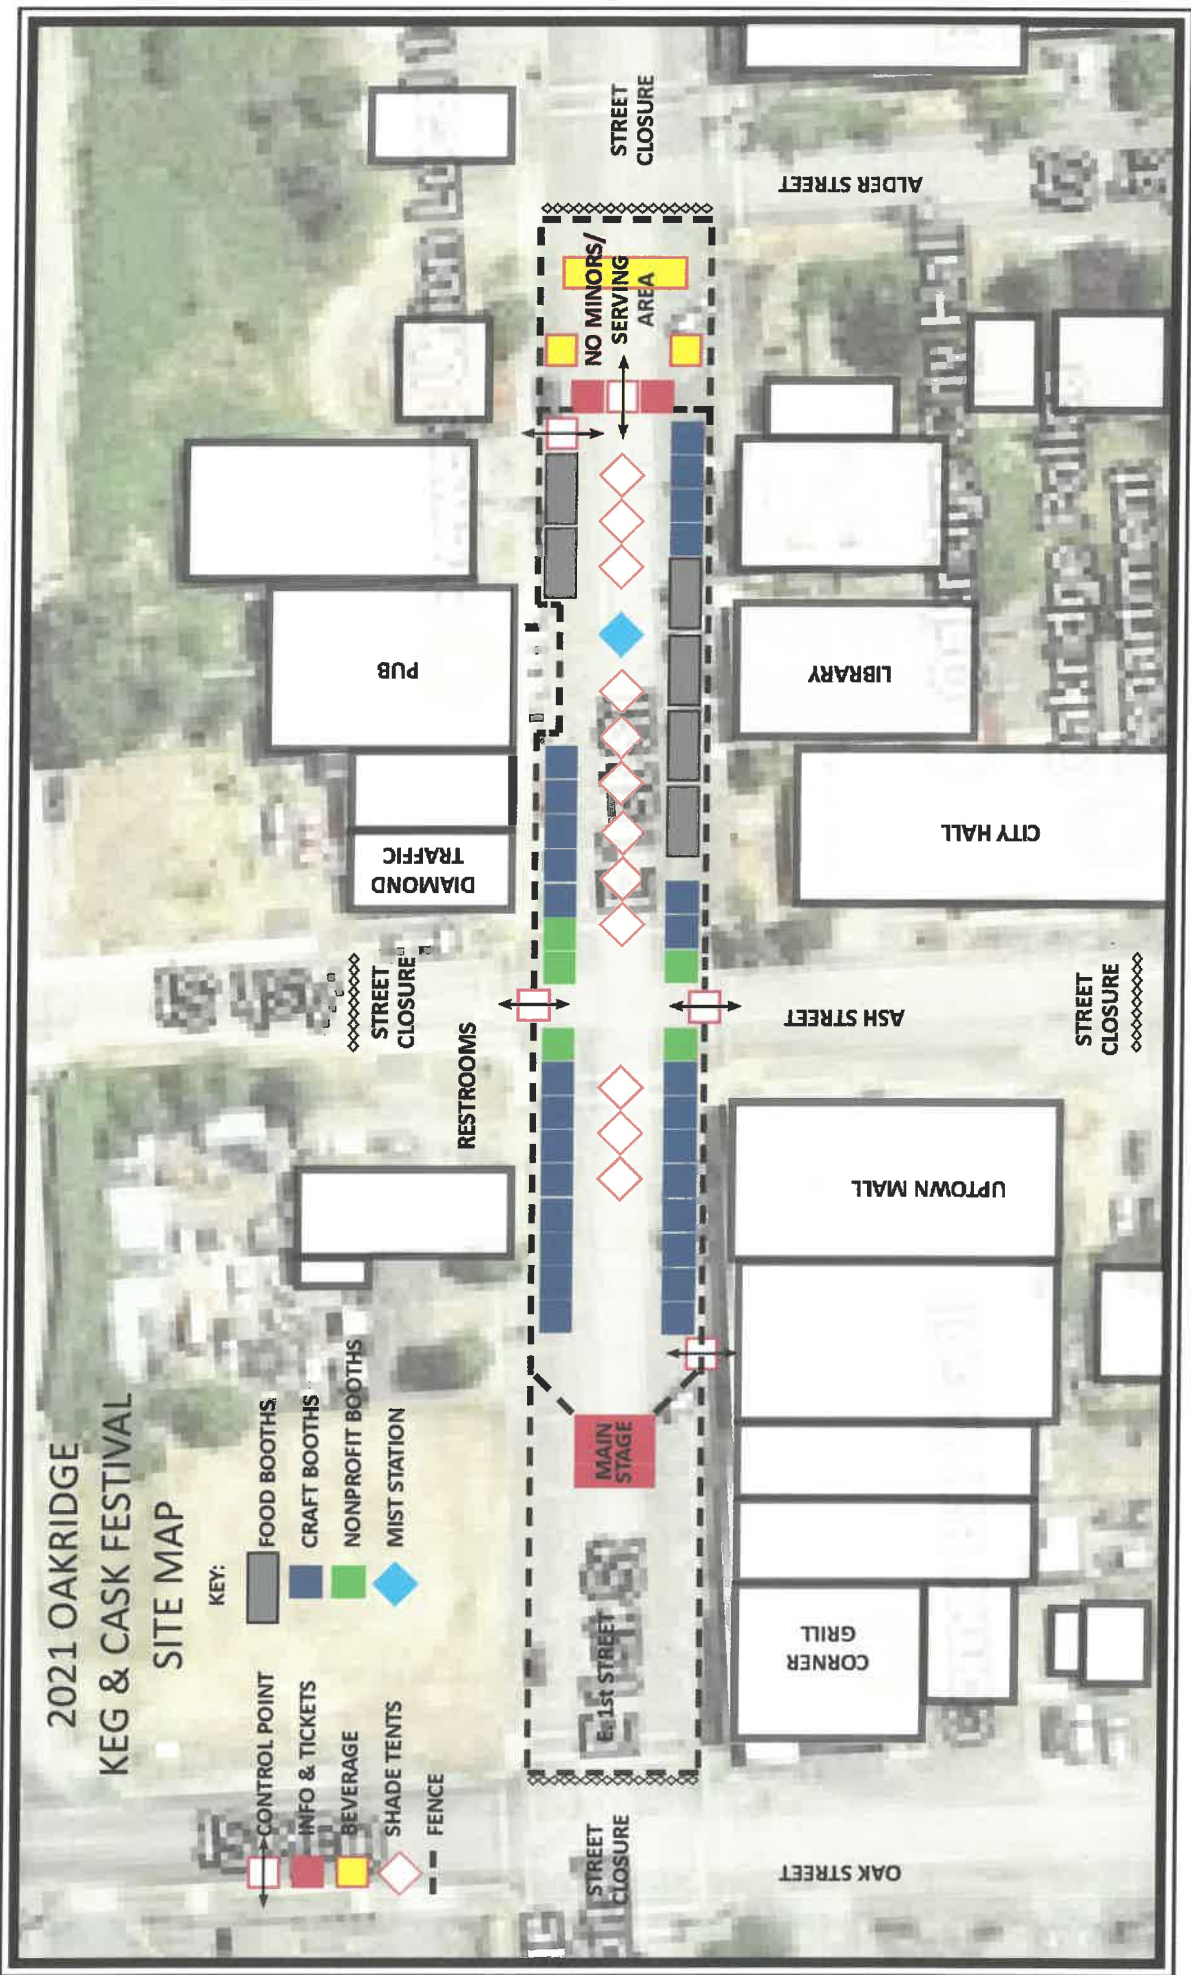 2021 OAKRIDGE
KEG & CASK FESTIVAL
SITE MAP
KEY:
CONTROL POINT
INFO & TICKETS
BEVERAGE
SHADE TENTS
FENCE
FOOD BOOTHS
CRAFT BOOTHS
NONPROFIT BOOTHS
MIST STATION
RESTROOMS
STREET
CLOSURE
DIAMOND
TRAFFIC
PUB
STREET
CLOSURE
E. 1st STREET
MAIN
STAGE
NO MINORS/
SERVING
AREA
STREET
CLOSURE
OAK STREET
CORNER
GRILL
UPTOWN MALL
ASH STREET
STREET
CLOSURE
CITY HALL
LIBRARY
ALDER STREET